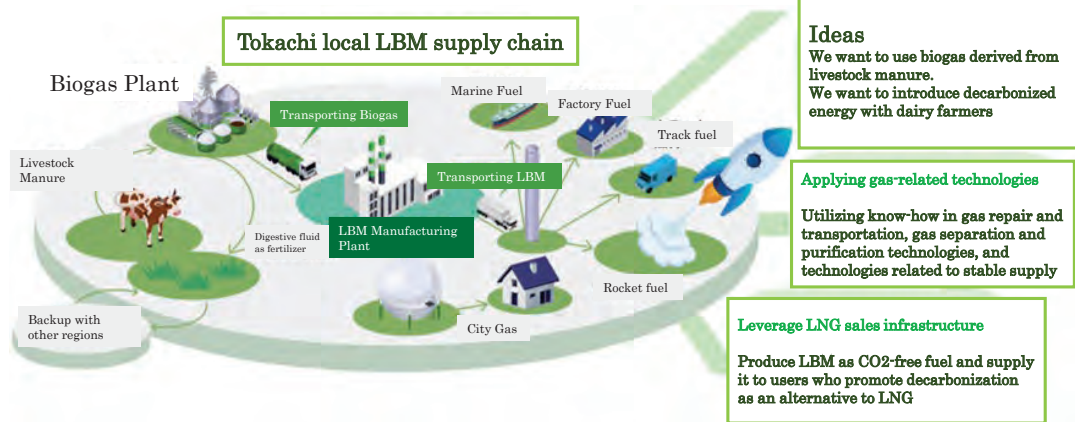 Tokachi local LBM supply chain
Biogas Plant
Transporting Biogas
Livestock
Manure
Digestive fluid
as fertilizer
Backup with
other regions
LBM Manufacturing
Plant
Transporting LBM
Marine Fuel
Factory Fuel
Track fuel
Rocket fuel
City Gas
Ideas
We want to use biogas derived from
livestock manure.
We want to introduce decarbonized
energy with dairy farmers
Applying gas-related technologies
Utilizing know-how in gas repair and
transportation, gas separation and
purification technologies, and
technologies related to stable supply
Leverage LNG sales infrastructure
Produce LBM as CO2-free fuel and supply
it to users who promote decarbonization
as an alternative to LNG